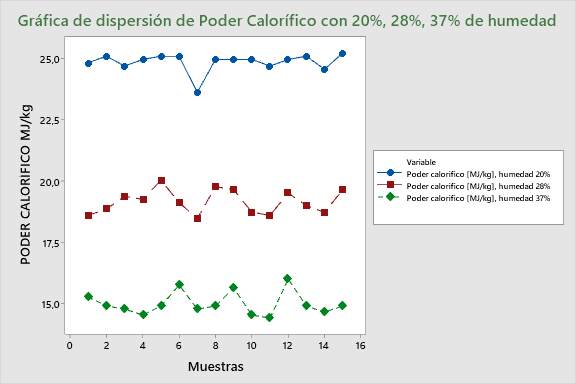 Gráfica de dispersión de Poder Calorífico con 20%, 28%, 37% de humedad
PODER CALORIFICO MJ/kg
25,0
22,5
20,0
17,5
15,0
0 2 4 6 8 10 12 14 16
Muestras
Variable
Poder calorifico [MJ/kg], humedad 20%
Poder calorifico [MJ/kg], humedad 28%
Poder calorifico [MJ/kg], humedad 37%